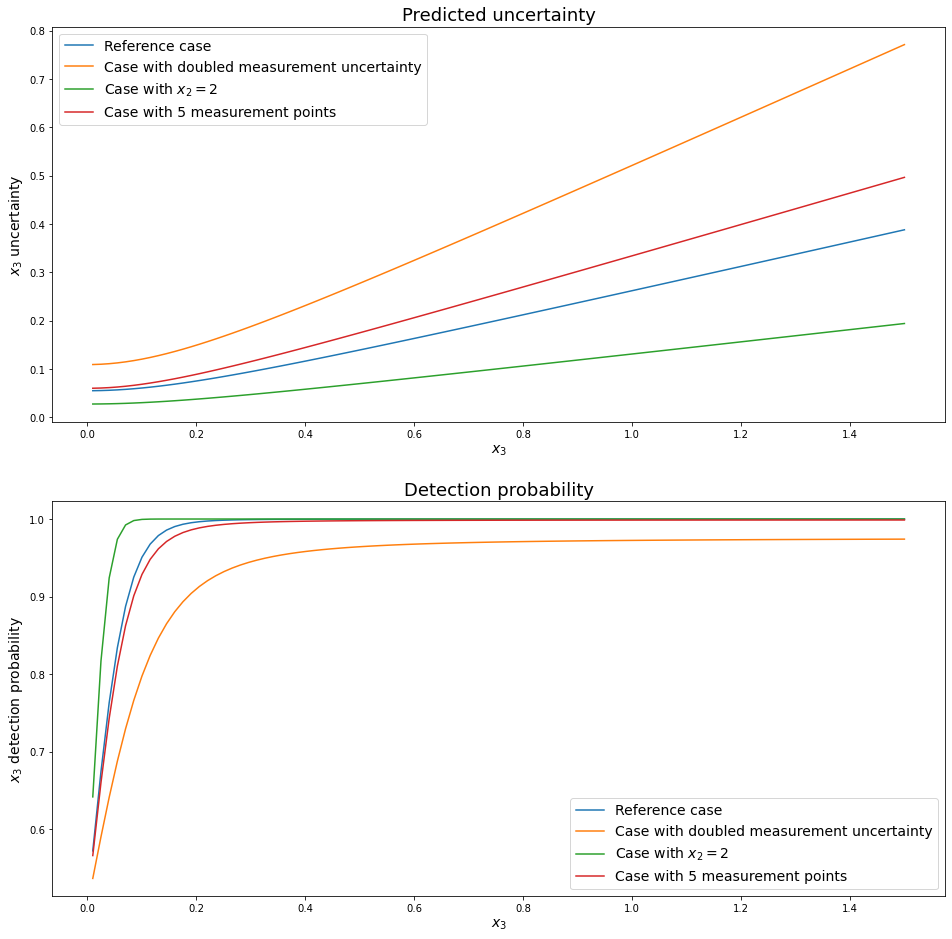 Predicted uncertainty
Reference case
Case with doubled measurement uncertainty
Case with x₂ = 2
Case with 5 measurement points
x₃ uncertainty
0.8
0.7
0.6
0.5
0.4
0.3
0.2
0.1
0.0
0.0 0.2 0.4 0.6 0.8 1.0 1.2 1.4
x₃
Detection probability
x₃ detection probability
1.0
0.9
0.8
0.7
0.6
Reference case
Case with doubled measurement uncertainty
Case with x₂ = 2
Case with 5 measurement points
0.0 0.2 0.4 0.6 0.8 1.0 1.2 1.4
x₃